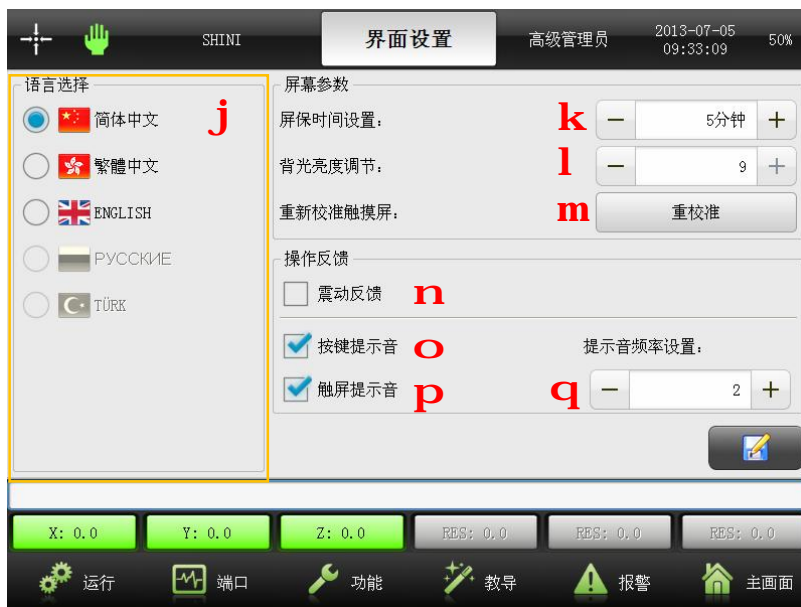 SHINI 界面设置 高级管理员 2013-07-05 09:33:09 50%
语言选择
j
简体中文
繁體中文
ENGLISH
РУССКИЕ
TÜRK
屏幕参数
屏保时间设置: k − 5分钟 +
背光亮度调节: l − 9 +
重新校准触摸屏: m 重校准
操作反馈
震动反馈 n
按键提示音 o 提示音频率设置:
触屏提示音 p q − 2 +
X: 0.0 Y: 0.0 Z: 0.0 RES: 0.0 RES: 0.0 RES: 0.0
运行 端口 功能 教导 报警 主画面